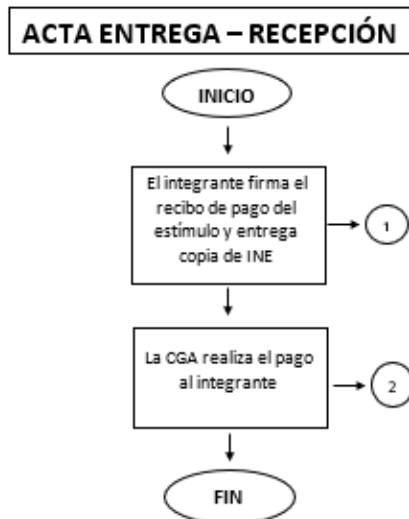 ACTA ENTREGA – RECEPCIÓN
INICIO
El integrante firma el
recibo de pago del
estímulo y entrega
copia de INE
1
La CGA realiza el pago
al integrante
2
FIN